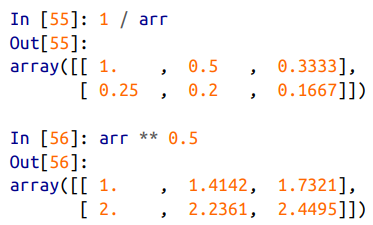 In [55]: 1 / arr
Out[55]:
array([[ 1.    ,  0.5   ,  0.3333],
       [ 0.25  ,  0.2   ,  0.1667]])

In [56]: arr ** 0.5
Out[56]:
array([[ 1.    ,  1.4142,  1.7321],
       [ 2.    ,  2.2361,  2.4495]])